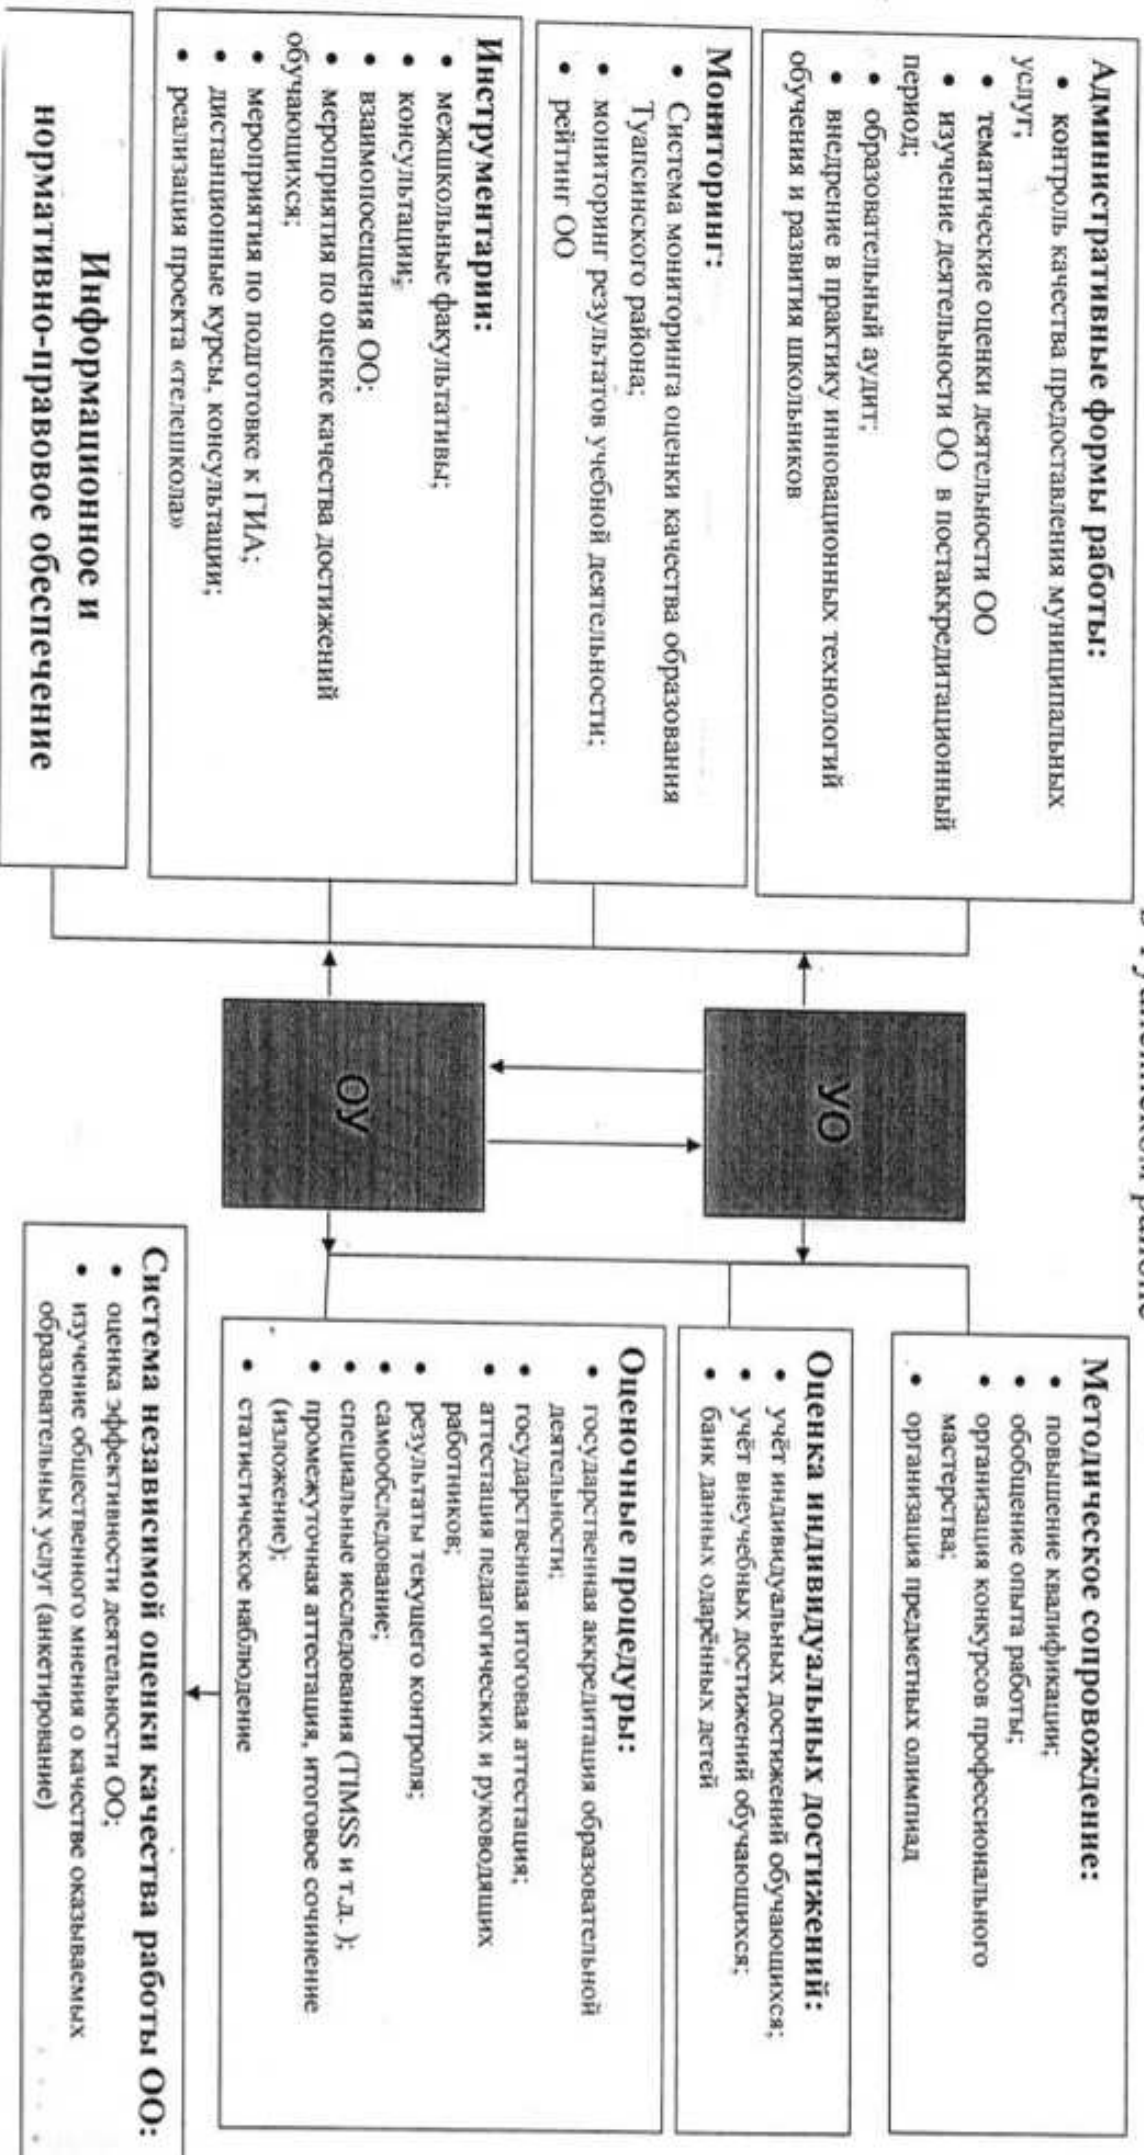 в Туапсинском районе
Административные формы работы:
• контроль качества предоставления муниципальных
услуг;
• тематические оценки деятельности ОО
• изучение деятельности ОО в постаккредитационный
период;
• образовательный аудит;
• внедрение в практику инновационных технологий
обучения и развития школьников
Мониторинг:
• Система мониторинга оценки качества образования
Туапсинского района;
• мониторинг результатов учебной деятельности;
• рейтинг ОО
Инструментарии:
• межшкольные факультативы;
• консультации;
• взаимопосещения ОО;
• мероприятия по оценке качества достижений
обучающихся;
• мероприятия по подготовке к ГИА;
• дистанционные курсы, консультации;
• реализация проекта «телешкола»
Информационное и
нормативно-правовое обеспечение
УО
ОУ
Методическое сопровождение:
• повышение квалификации;
• обобщение опыта работы;
• организация конкурсов профессионального
мастерства;
• организация предметных олимпиад
Оценка индивидуальных достижений:
• учёт индивидуальных достижений обучающихся;
• учёт внеучебных достижений обучающихся;
• банк данных одарённых детей
Оценочные процедуры:
• государственная аккредитация образовательной
деятельности;
• государственная итоговая аттестация;
• аттестация педагогических и руководящих
работников;
• результаты текущего контроля;
• самообследование;
• специальные исследования (TIMSS и т.д. );
• промежуточная аттестация, итоговое сочинение
(изложение);
• статистическое наблюдение
Система независимой оценки качества работы ОО:
• оценка эффективности деятельности ОО;
• изучение общественного мнения о качестве оказываемых
образовательных услуг (анкетирование)